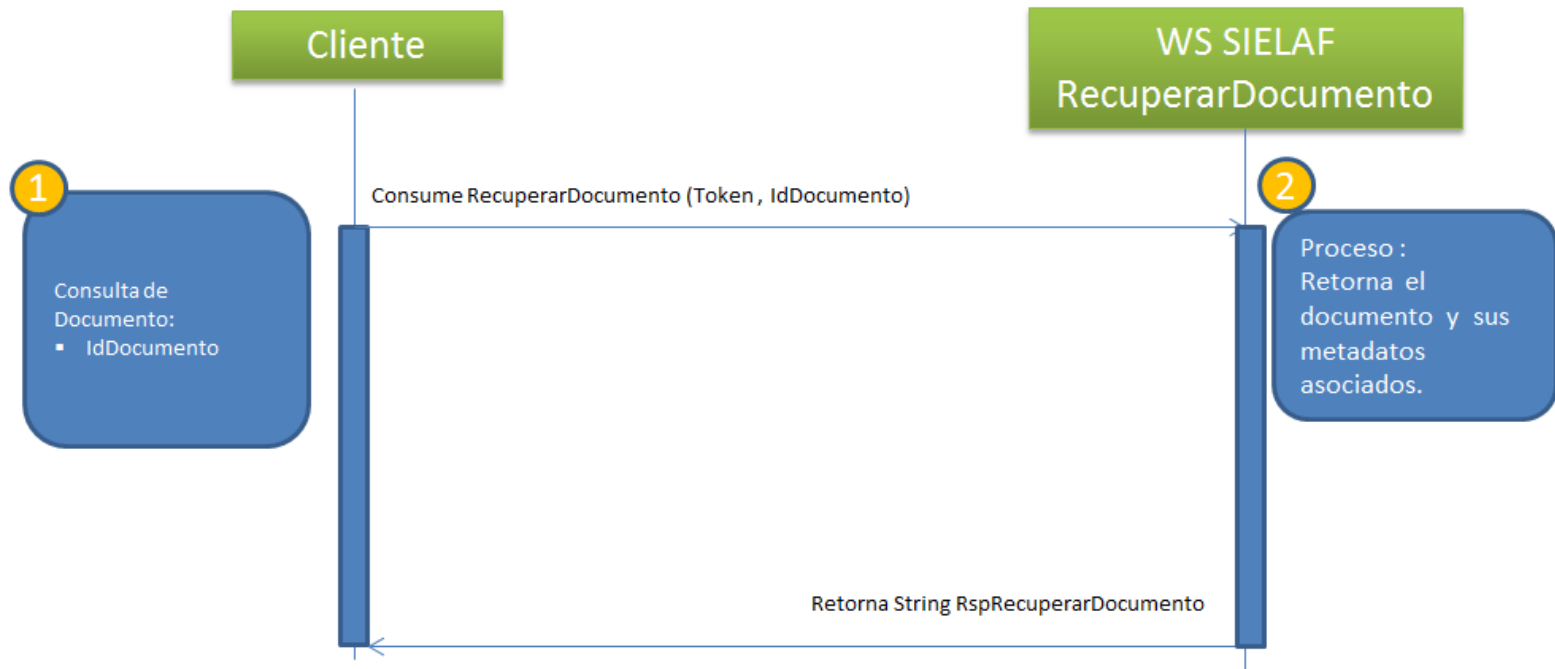 Cliente
WS SIELAF
RecuperarDocumento
1
Consume RecuperarDocumento (Token , IdDocumento)
2
Consulta de
Documento:
▪ IdDocumento
Proceso :
Retorna el
documento y sus
metadatos
asociados.
Retorna String RspRecuperarDocumento